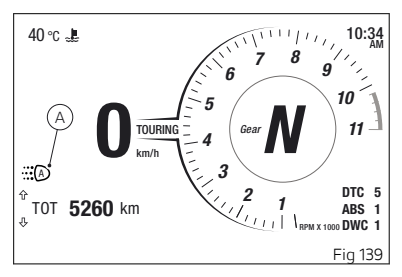 40 °C
10:34
AM
7 8
6 9
5 10
4 11
3
2 1
A
0
TOURING
km/h
Gear N
A
TOT 5260 km
RPM X 1000
DTC 5
ABS 1
DWC 1
Fig 139